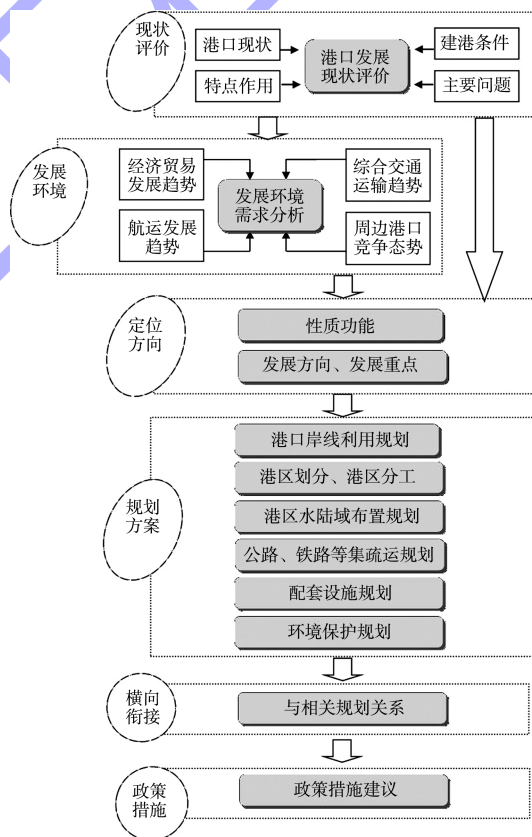 现状
评价
港口现状
特点作用
港口发展
现状评价
建港条件
主要问题
发展
环境
经济贸易
发展趋势
航运发展
趋势
发展环境
需求分析
综合交通
运输趋势
周边港口
竞争态势
定位
方向
性质功能
发展方向、发展重点
规划
方案
港口岸线利用规划
港区划分、港区分工
港区水陆域布置规划
公路、铁路等集疏运规划
配套设施规划
环境保护规划
横向
衔接
与相关规划关系
政策
措施
政策措施建议